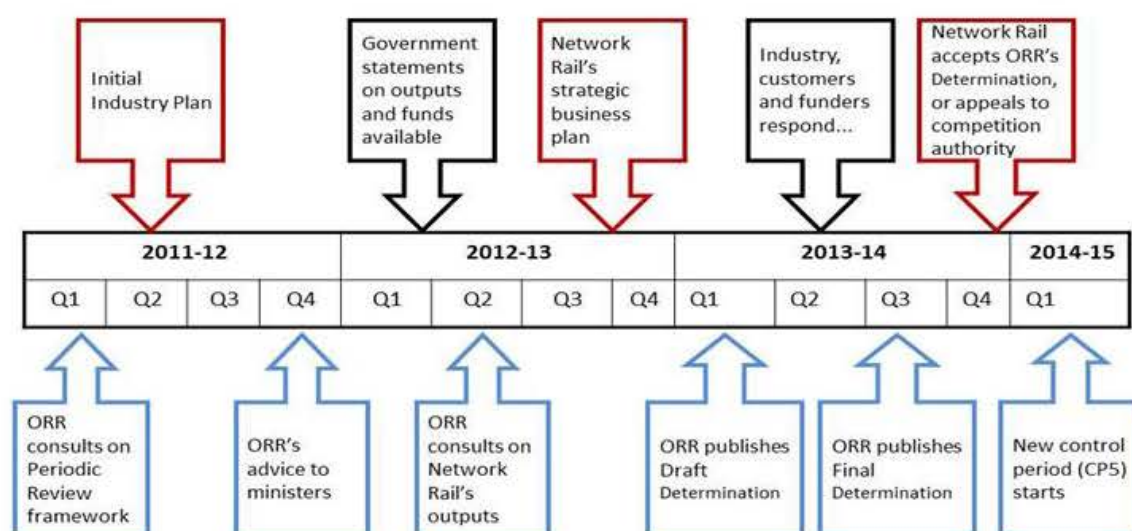 Initial
Industry Plan
Government
statements
on outputs
and funds
available
Network
Rail's
strategic
business
plan
Industry,
customers
and funders
respond...
Network Rail
accepts ORR's
Determination,
or appeals to
competition
authority
2011-12
2012-13
2013-14
2014-15
Q1
Q2
Q3
Q4
Q1
Q2
Q3
Q4
Q1
Q2
Q3
Q4
Q1
ORR
consults on
Periodic
Review
framework
ORR's
advice to
ministers
ORR
consults on
Network
Rail's
outputs
ORR publishes
Draft
Determination
ORR publishes
Final
Determination
New control
period (CP5)
starts